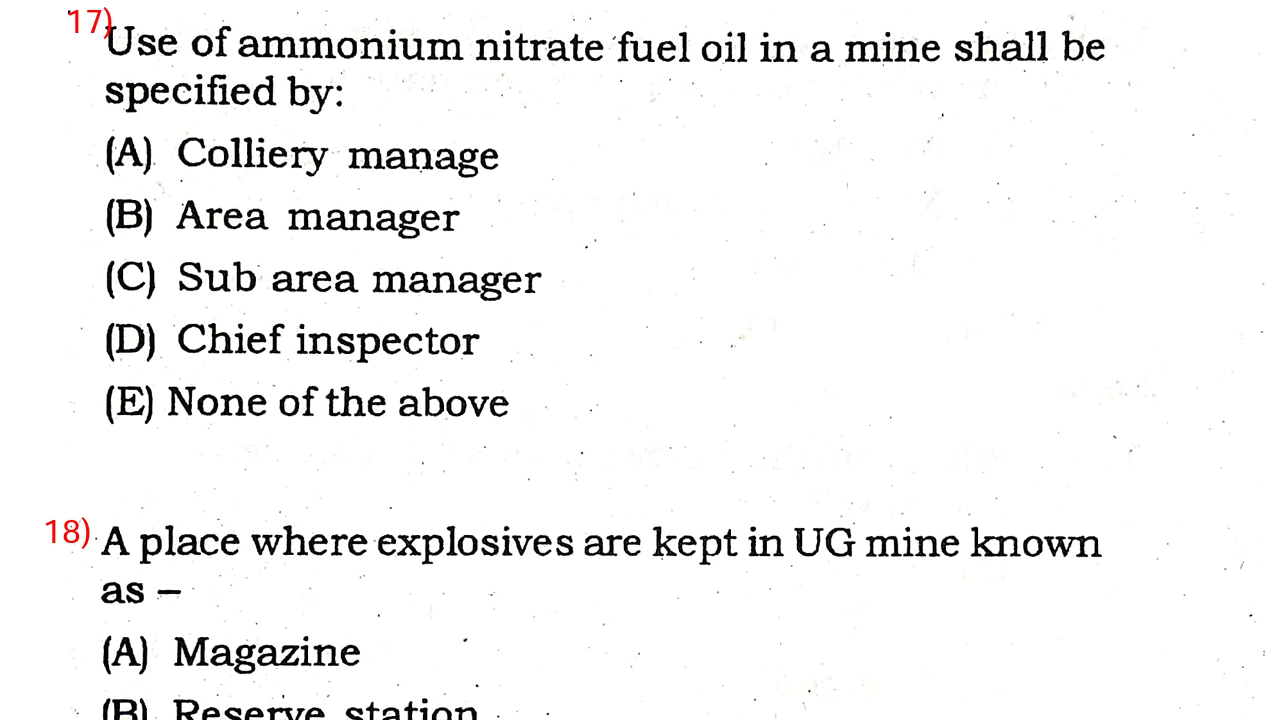 17)
Use of ammonium nitrate fuel oil in a mine shall be
specified by:
(A) Colliery manage
(B) Area manager
(C) Sub area manager
(D) Chief inspector
(E) None of the above
18) A place where explosives are kept in UG mine known
as –
(A) Magazine
(B) Reserve station